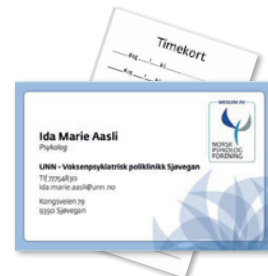 Timekort
MEDLEM AV
NORSK
PSYKOLOG
FORENING
Ida Marie Aasli
Psykolog
UNN - Voksenpsykiatrisk poliklinikk Sjøvegan
Tlf 77754830
ida.marie.aasli@unn.no
Kongsveien 79
9350 Sjøvegan